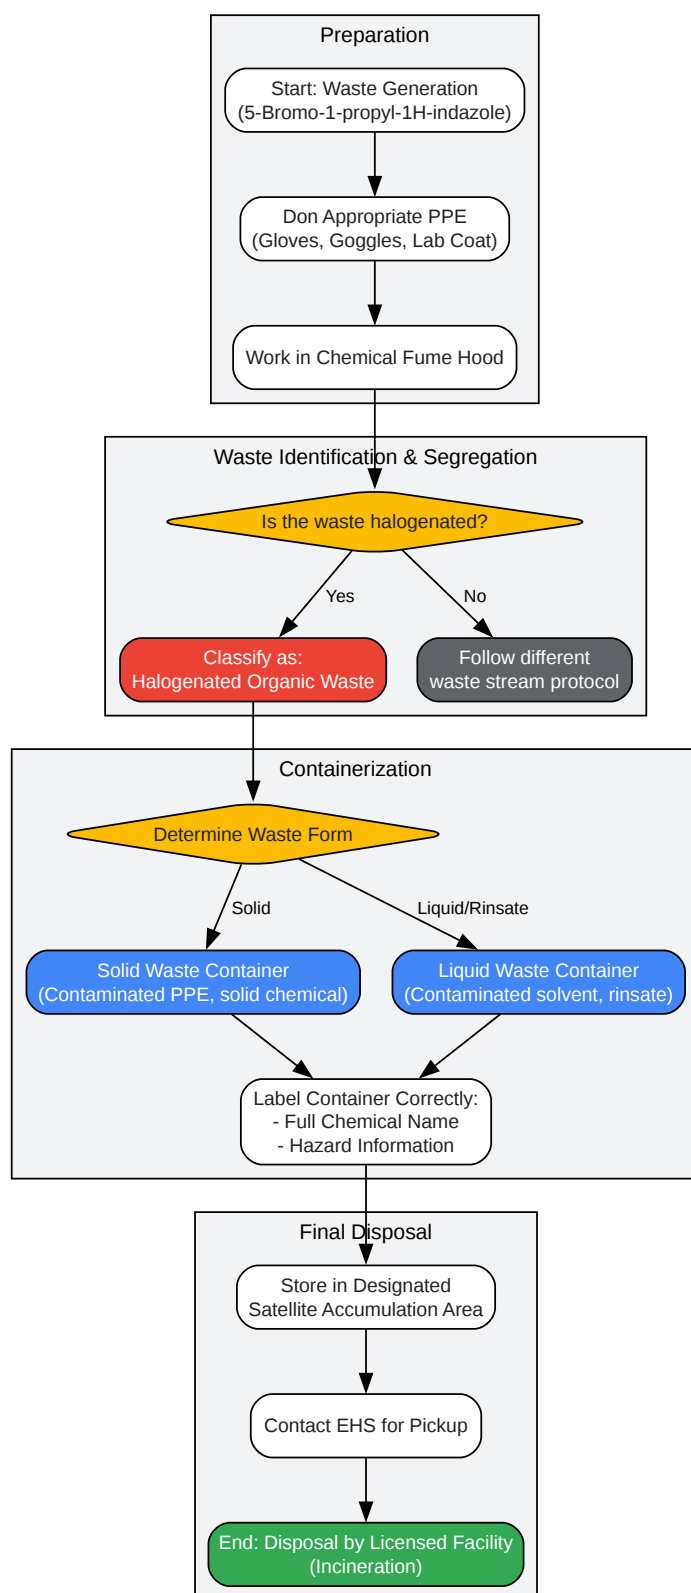 Preparation
Start: Waste Generation
(5-Bromo-1-propyl-1H-indazole)
Don Appropriate PPE
(Gloves, Goggles, Lab Coat)
Work in Chemical Fume Hood
Waste Identification & Segregation
Is the waste halogenated?
Yes
No
Classify as:
Halogenated Organic Waste
Follow different
waste stream protocol
Containerization
Determine Waste Form
Solid
Liquid/Rinsate
Solid Waste Container
(Contaminated PPE, solid chemical)
Liquid Waste Container
(Contaminated solvent, rinsate)
Label Container Correctly:
- Full Chemical Name
- Hazard Information
Final Disposal
Store in Designated
Satellite Accumulation Area
Contact EHS for Pickup
End: Disposal by Licensed Facility
(Incineration)